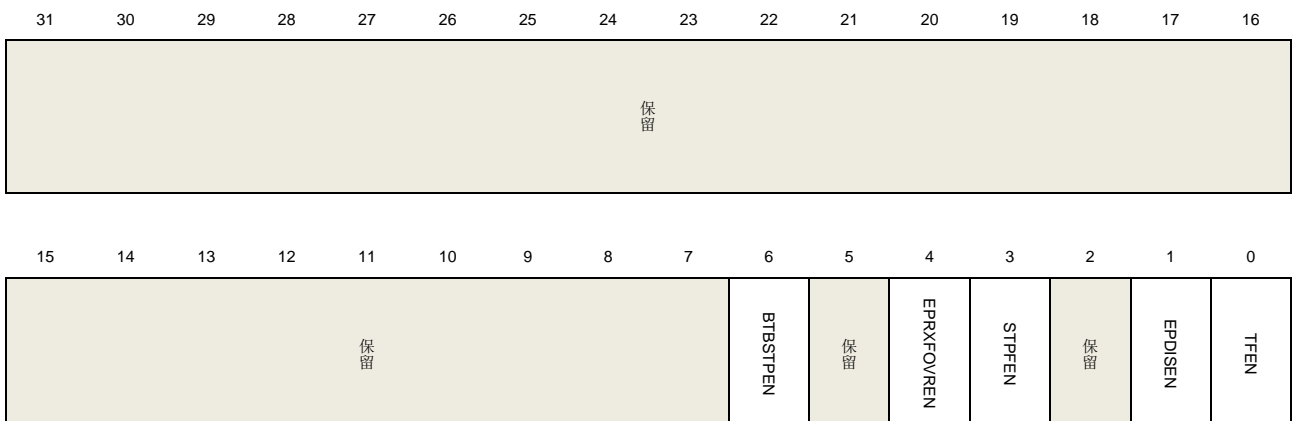 31 30 29 28 27 26 25 24 23 22 21 20 19 18 17 16
保留
15 14 13 12 11 10 9 8 7 6 5 4 3 2 1 0
保留 BTBSTPEN 保留 EPRXFOVREN STPFEN 保留 EPDISEN TFEN